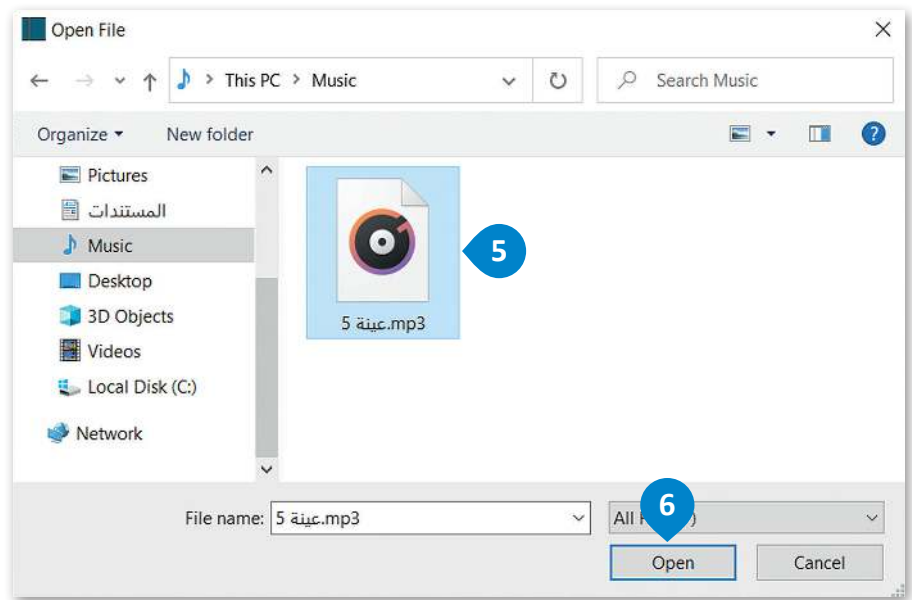 Open File
This PC > Music
Search Music
Organize
New folder
Pictures
المستندات
Music
Desktop
3D Objects
Videos
Local Disk (C:)
Network
5 عينة.mp3
5
File name: 5 عينة.mp3
All
6
Open
Cancel